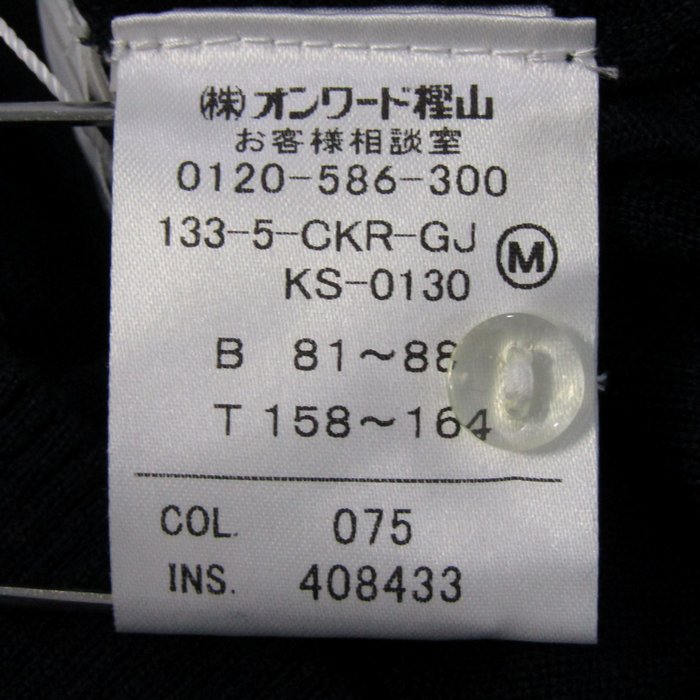 (株)オンワード樫山
お客様相談室
0120-586-300
133-5-CKR-GJ
KS-0130
M
B 81～88
T 158～164
COL. 075
INS. 408433